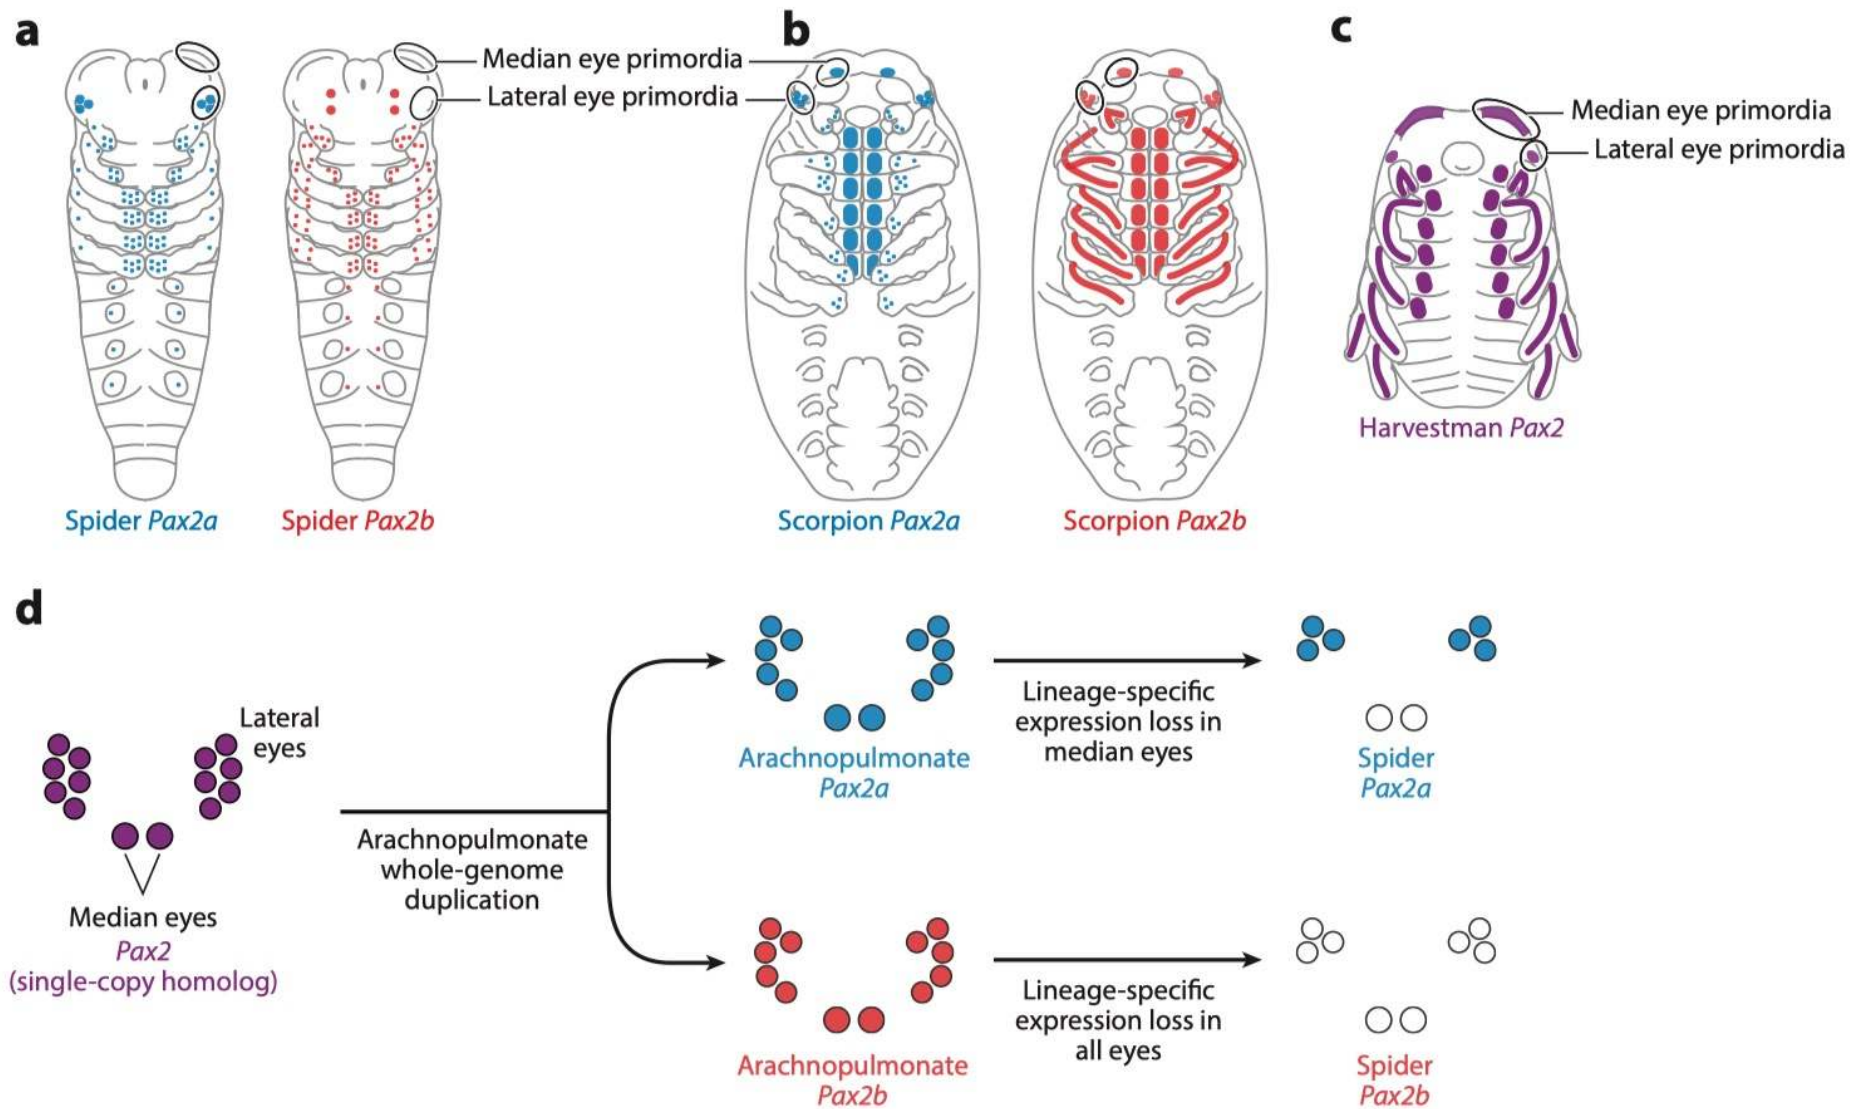 a
b
c
Median eye primordia
Lateral eye primordia
Median eye primordia
Lateral eye primordia
Spider Pax2a
Spider Pax2b
Scorpion Pax2a
Scorpion Pax2b
Harvestman Pax2
d
Lateral
eyes
Median eyes
Pax2
(single-copy homolog)
Arachnopulmonate
whole-genome
duplication
Arachnopulmonate
Pax2a
Lineage-specific
expression loss in
median eyes
Spider
Pax2a
Arachnopulmonate
Pax2b
Lineage-specific
expression loss in
all eyes
Spider
Pax2b